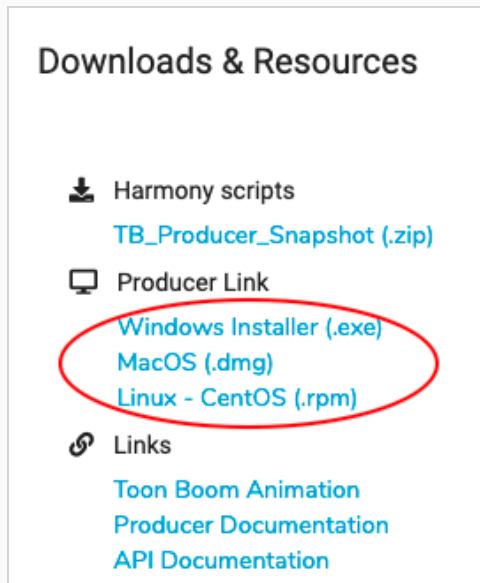 Downloads & Resources
Harmony scripts
TB_Producer_Snapshot (.zip)
Producer Link
Windows Installer (.exe)
MacOS (.dmg)
Linux - CentOS (.rpm)
Links
Toon Boom Animation
Producer Documentation
API Documentation